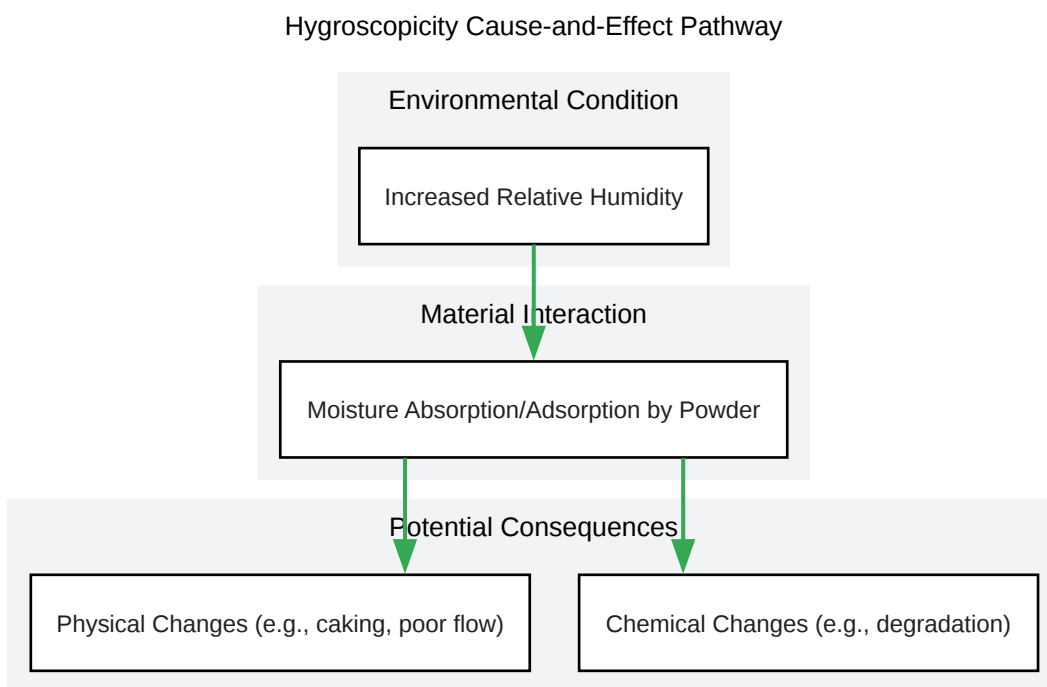 Hygroscopicity Cause-and-Effect Pathway
Environmental Condition
Increased Relative Humidity
Material Interaction
Moisture Absorption/Adsorption by Powder
Potential Consequences
Physical Changes (e.g., caking, poor flow)
Chemical Changes (e.g., degradation)